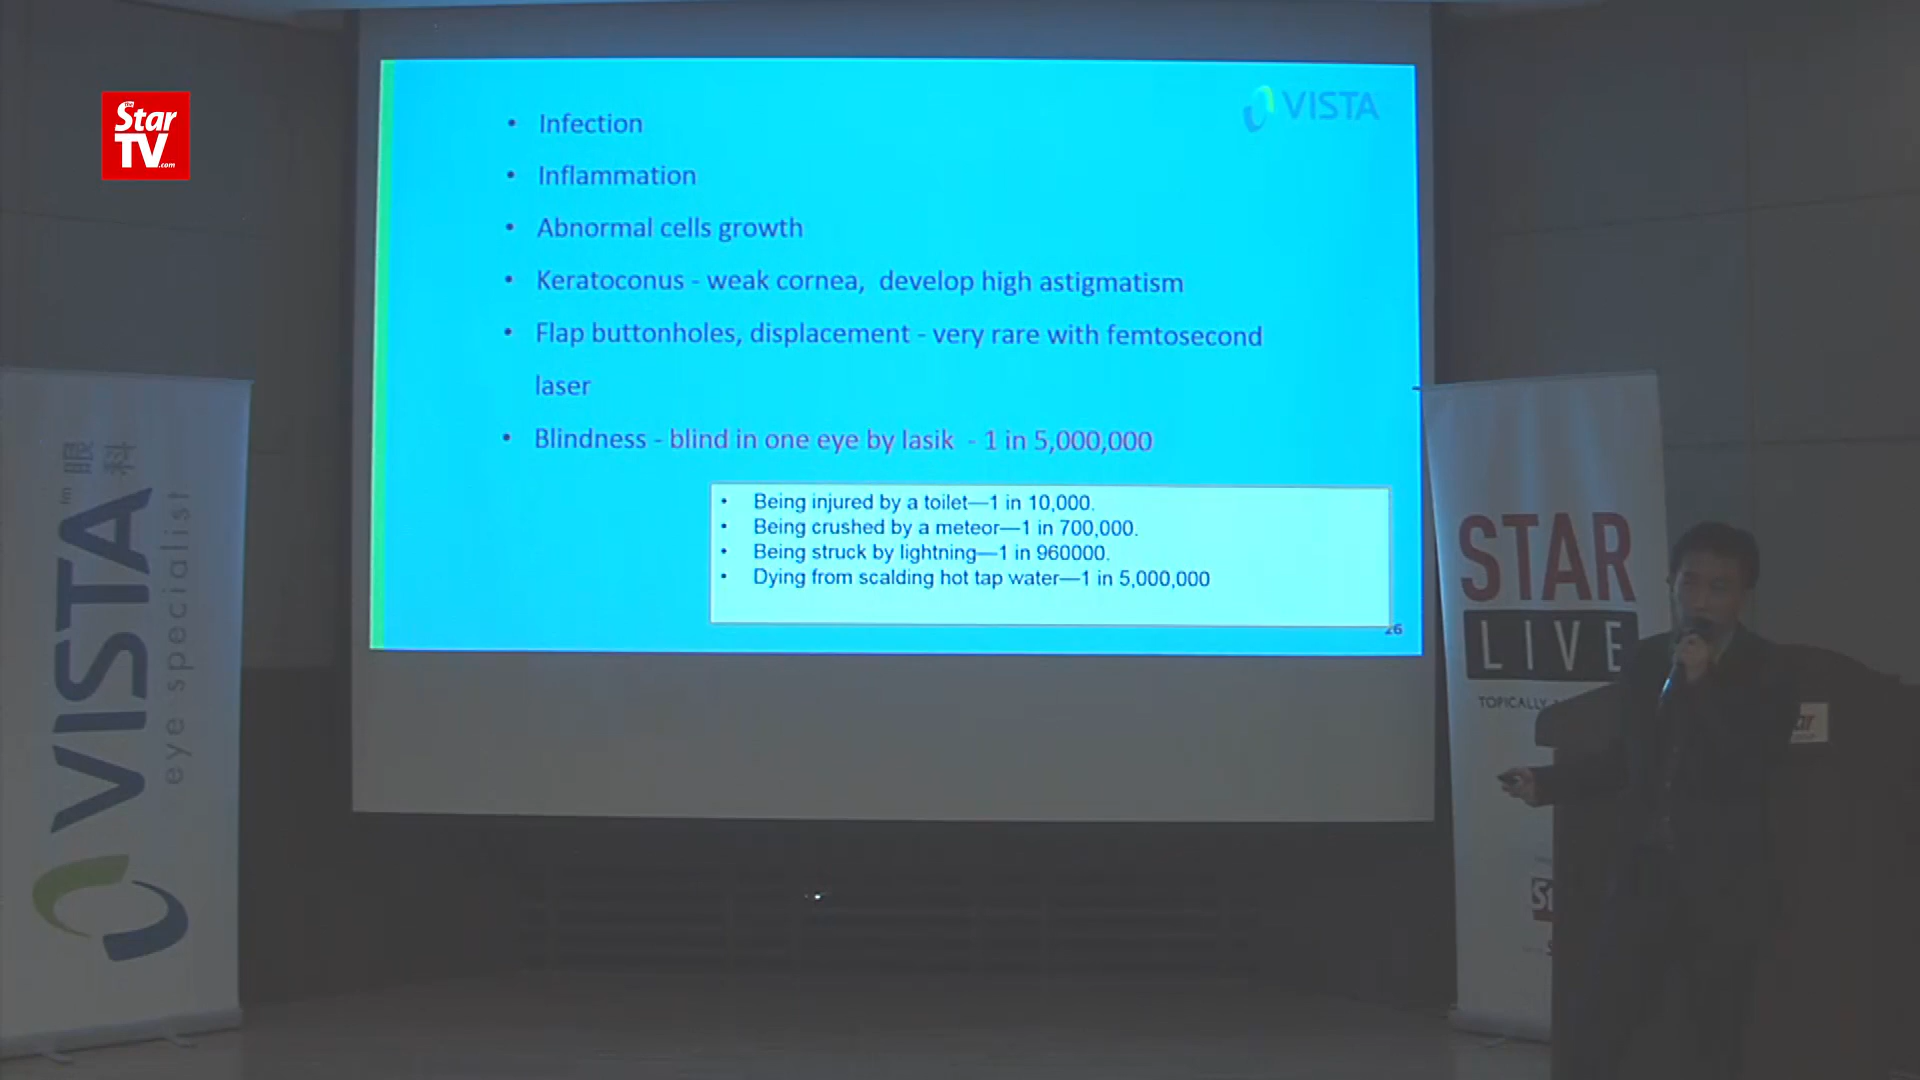 The
Star
TV.com
VISTA
• Infection
• Inflammation
• Abnormal cells growth
• Keratoconus - weak cornea, develop high astigmatism
• Flap buttonholes, displacement - very rare with femtosecond
laser
• Blindness - blind in one eye by lasik - 1 in 5,000,000
• Being injured by a toilet—1 in 10,000.
• Being crushed by a meteor—1 in 700,000.
• Being struck by lightning—1 in 960000.
• Dying from scalding hot tap water—1 in 5,000,000
26
VISTA
eye specialist
STAR
LIVE
TOPICALLY